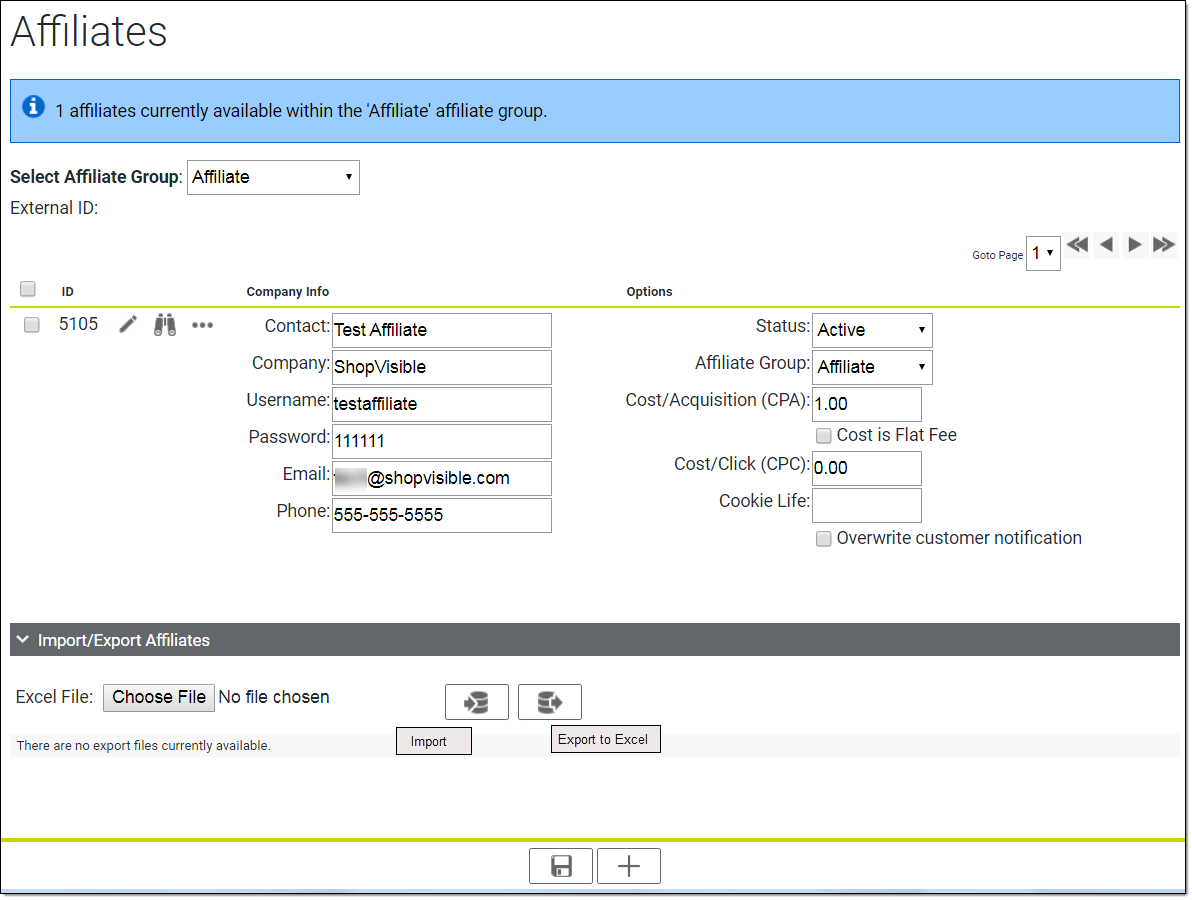 Affiliates
1 affiliates currently available within the 'Affiliate' affiliate group.
Select Affiliate Group: Affiliate
External ID:
Goto Page 1
ID Company Info Options
5105 Contact: Test Affiliate Status: Active
Company: ShopVisible Affiliate Group: Affiliate
Username: testaffiliate Cost/Acquisition (CPA): 1.00
Cost is Flat Fee
Password: 111111
Cost/Click (CPC): 0.00
Email: @shopvisible.com
Cookie Life:
Phone: 555-555-5555
Overwrite customer notification
Import/Export Affiliates
Excel File: Choose File No file chosen
Import Export to Excel
There are no export files currently available.